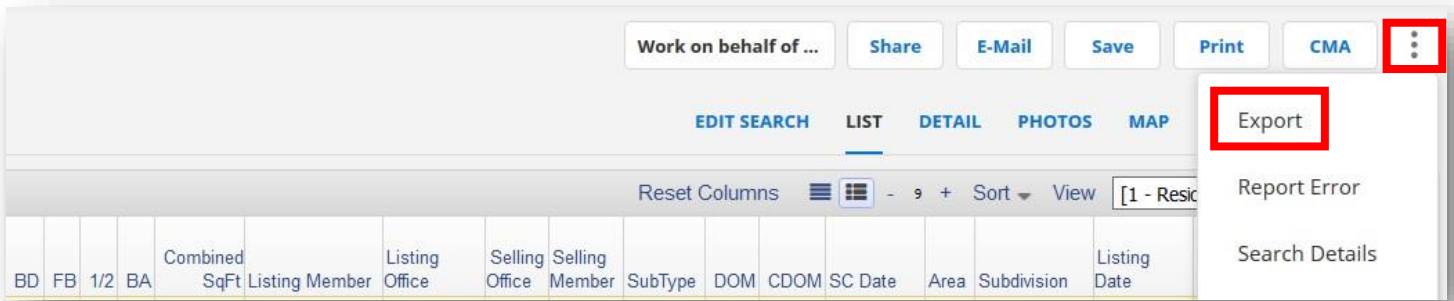 Work on behalf of ... Share E-Mail Save Print CMA
EDIT SEARCH LIST DETAIL PHOTOS MAP
Export
Report Error
Search Details
Reset Columns - 9 + Sort View [1 - Resid
BD FB 1/2 BA Combined SqFt Listing Member Listing Office Selling Office Selling Member SubType DOM CDOM SC Date Area Subdivision Listing Date